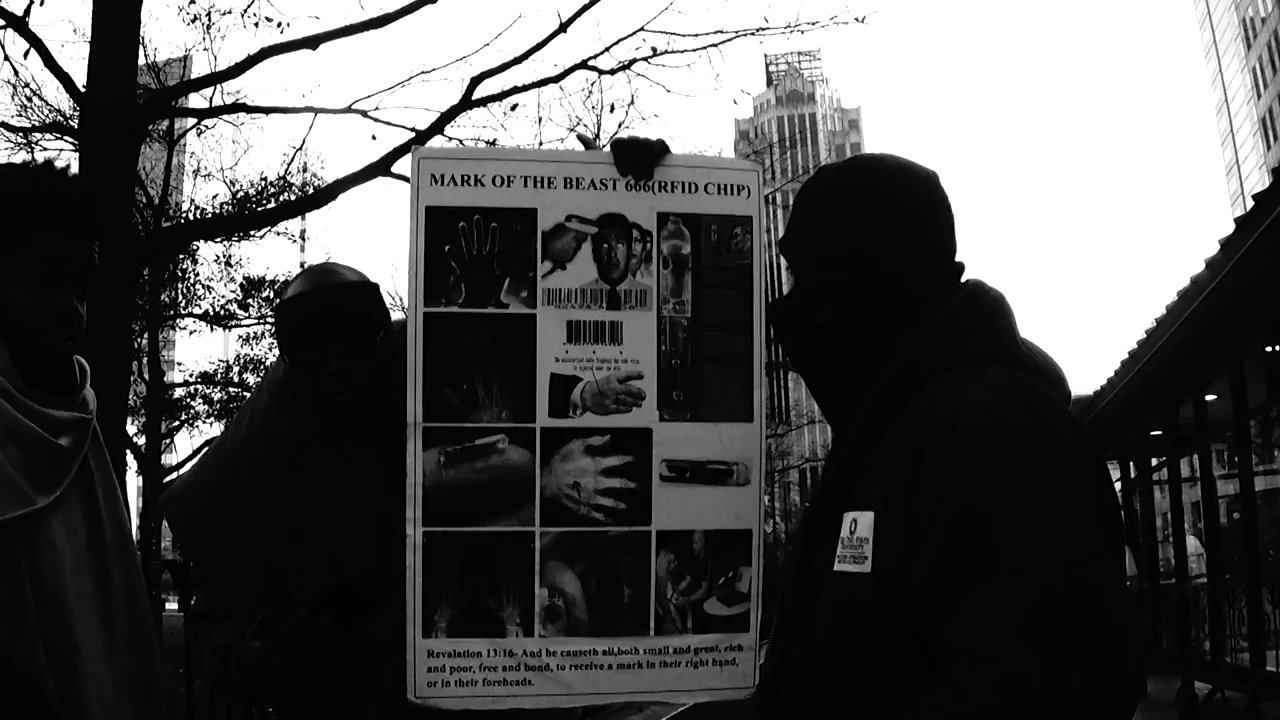 MARK OF THE BEAST 666(RFID CHIP)
Revalation 13:16- And he causeth all,both small and great, rich
and poor, free and bond, to receive a mark in their right hand,
or in their foreheads.